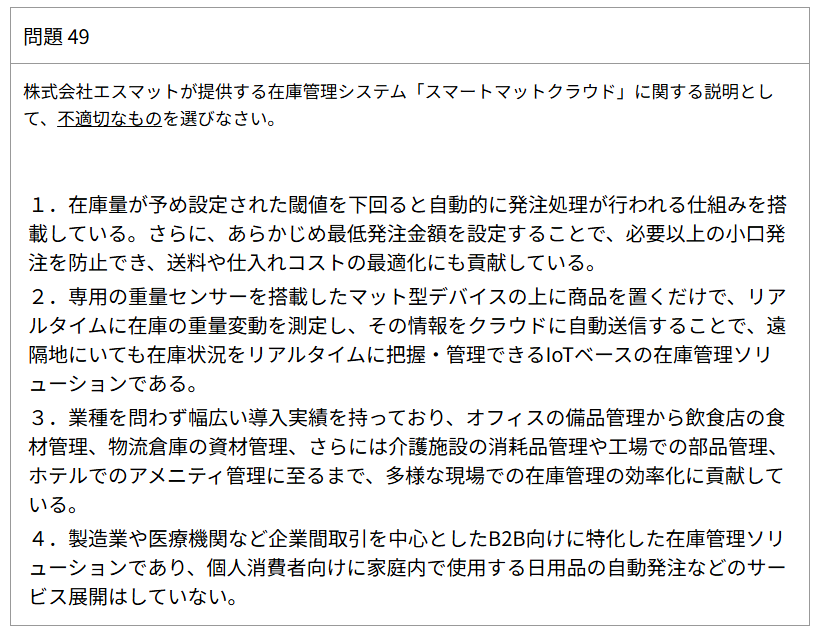 問題 49
株式会社エスマットが提供する在庫管理システム「スマートマットクラウド」に関する説明とし
て、不適切なものを選びなさい。
１．在庫量が予め設定された閾値を下回ると自動的に発注処理が行われる仕組みを搭
載している。さらに、あらかじめ最低発注金額を設定することで、必要以上の小口発
注を防止でき、送料や仕入れコストの最適化にも貢献している。
２．専用の重量センサーを搭載したマット型デバイスの上に商品を置くだけで、リア
ルタイムに在庫の重量変動を測定し、その情報をクラウドに自動送信することで、遠
隔地にいても在庫状況をリアルタイムに把握・管理できるIoTベースの在庫管理ソリ
ューションである。
３．業種を問わず幅広い導入実績を持っており、オフィスの備品管理から飲食店の食
材管理、物流倉庫の資材管理、さらには介護施設の消耗品管理や工場での部品管理、
ホテルでのアメニティ管理に至るまで、多様な現場での在庫管理の効率化に貢献して
いる。
４．製造業や医療機関など企業間取引を中心としたB2B向けに特化した在庫管理ソリ
ューションであり、個人消費者向けに家庭内で使用する日用品の自動発注などのサー
ビス展開はしていない。